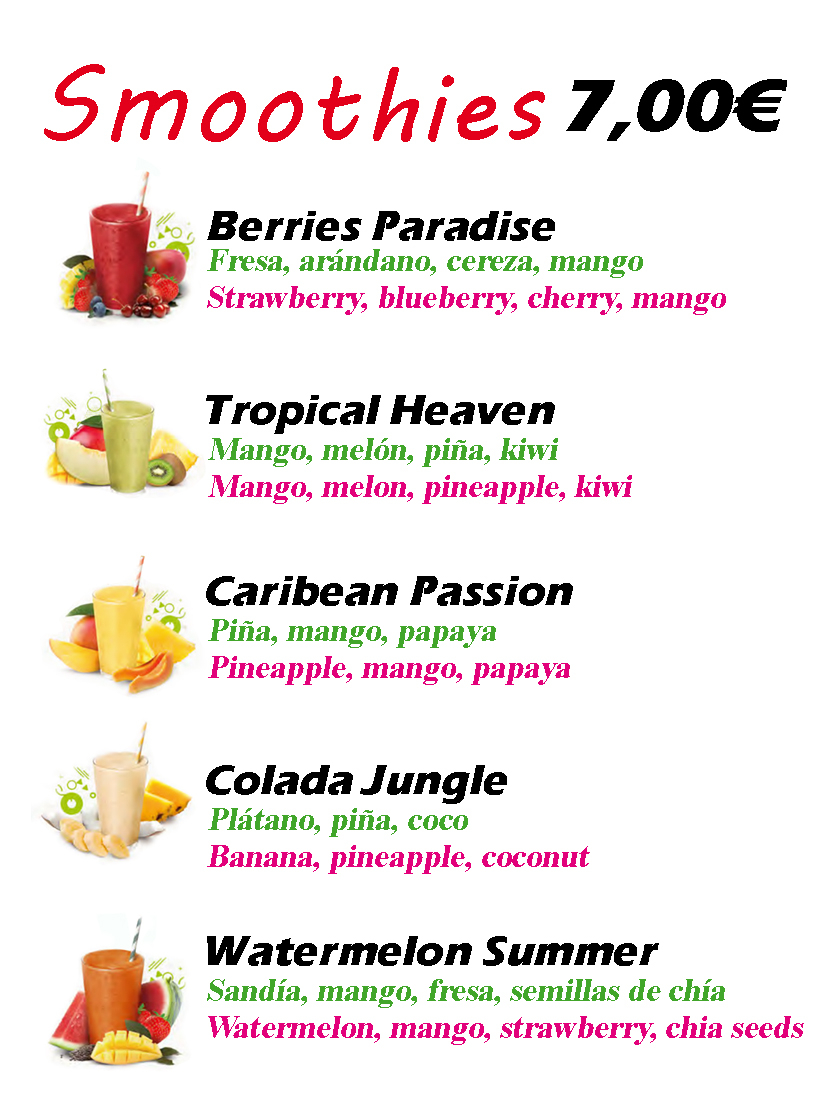 Smoothies 7,00€
Berries Paradise
Fresa, arándano, cereza, mango
Strawberry, blueberry, cherry, mango
Tropical Heaven
Mango, melón, piña, kiwi
Mango, melon, pineapple, kiwi
Caribean Passion
Piña, mango, papaya
Pineapple, mango, papaya
Colada Jungle
Plátano, piña, coco
Banana, pineapple, coconut
Watermelon Summer
Sandía, mango, fresa, semillas de chía
Watermelon, mango, strawberry, chia seeds